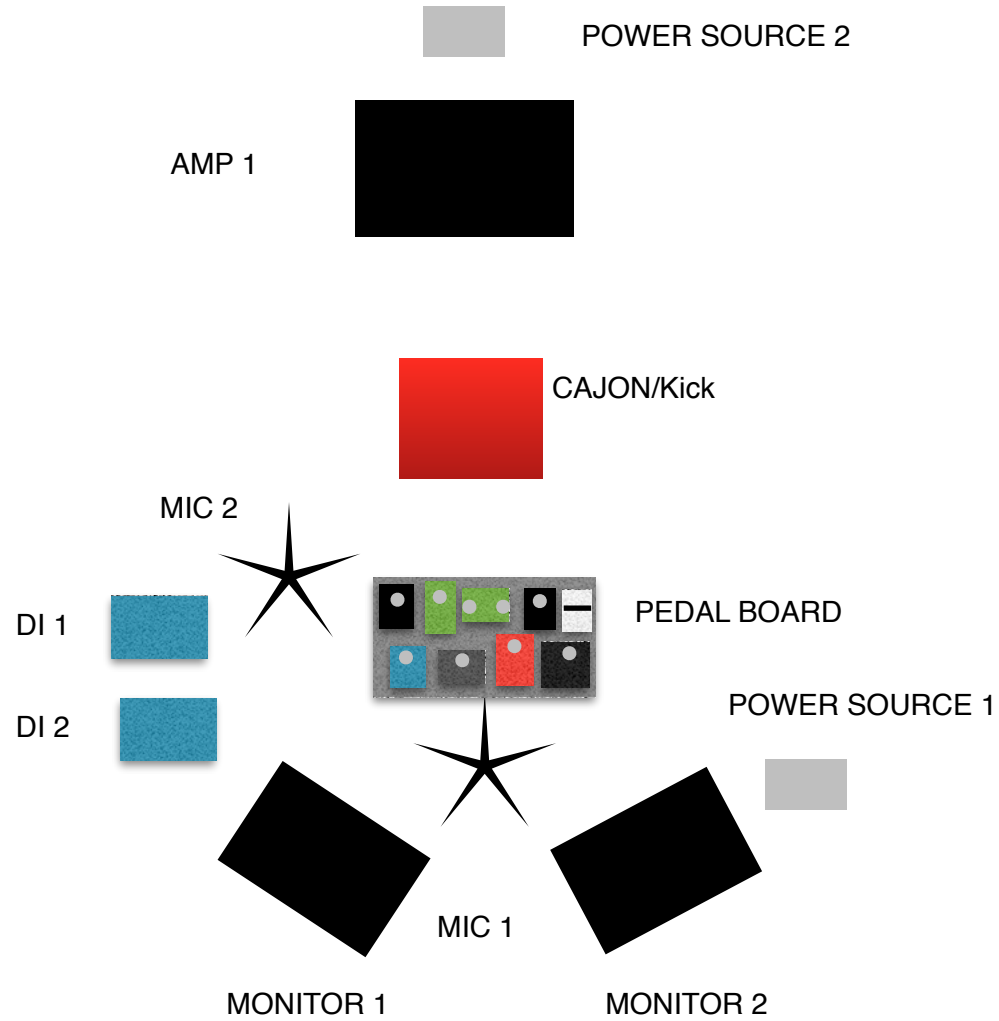 POWER SOURCE 2
AMP 1
CAJON/Kick
MIC 2
DI 1
PEDAL BOARD
DI 2
POWER SOURCE 1
MIC 1
MONITOR 1
MONITOR 2